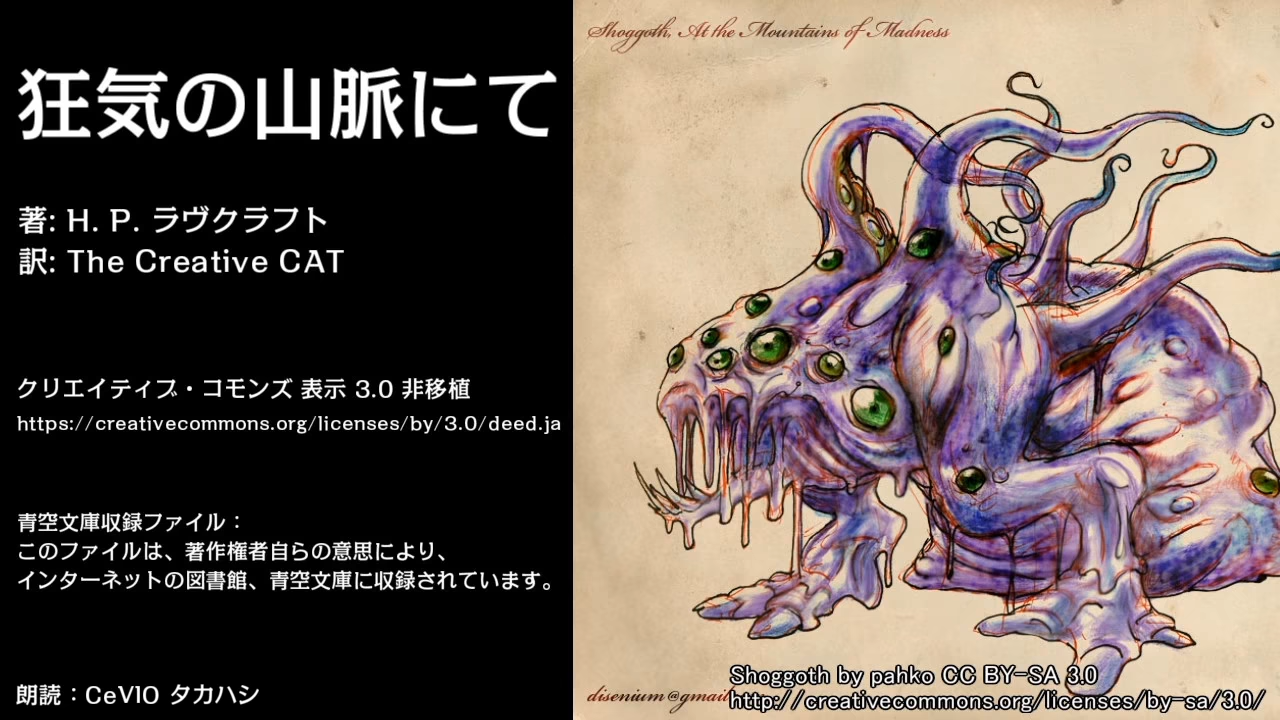 狂気の山脈にて
著: H. P. ラヴクラフト
訳: The Creative CAT
クリエイティブ・コモンズ 表示 3.0 非移植
https://creativecommons.org/licenses/by/3.0/deed.ja
青空文庫収録ファイル：
このファイルは、著作権者自らの意思により、
インターネットの図書館、青空文庫に収録されています。
朗読：CeVIO タカハシ
Shoggoth, At the Mountains of Madness
Shoggoth by pahko CC BY-SA 3.0
disenium@gmail
http://creativecommons.org/licenses/by-sa/3.0/